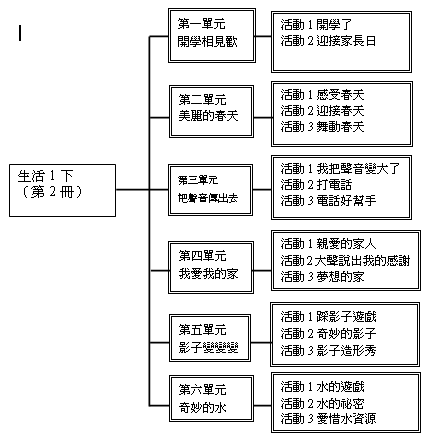 生活1下
（第2冊）
第一單元
開學相見歡
活動1開學了
活動2迎接家長日
第二單元
美麗的春天
活動1感受春天
活動2迎接春天
活動3舞動春天
第三單元
把聲音傳出去
活動1我把聲音變大了
活動2打電話
活動3電話好幫手
第四單元
我愛我的家
活動1親愛的家人
活動2大聲說出我的感謝
活動3夢想的家
第五單元
影子變變變
活動1踩影子遊戲
活動2奇妙的影子
活動3影子造形秀
第六單元
奇妙的水
活動1水的遊戲
活動2水的祕密
活動3愛惜水資源